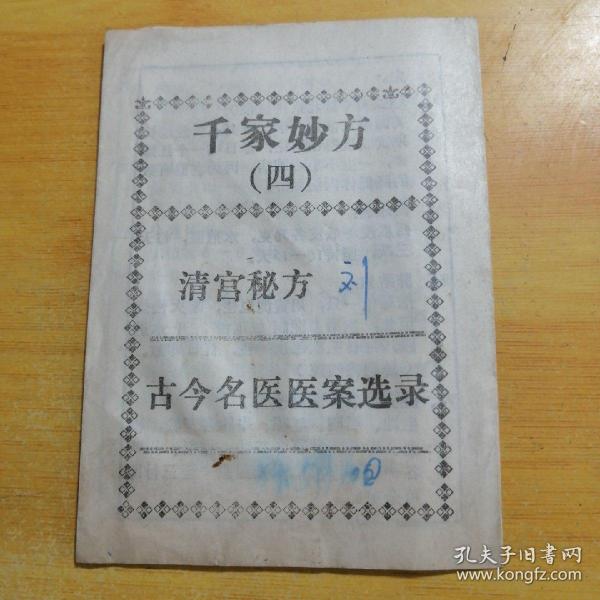 千家妙方
(四)
清宫秘方 刘
古今名医医案选录
孔夫子旧书网
www.kongfz.com